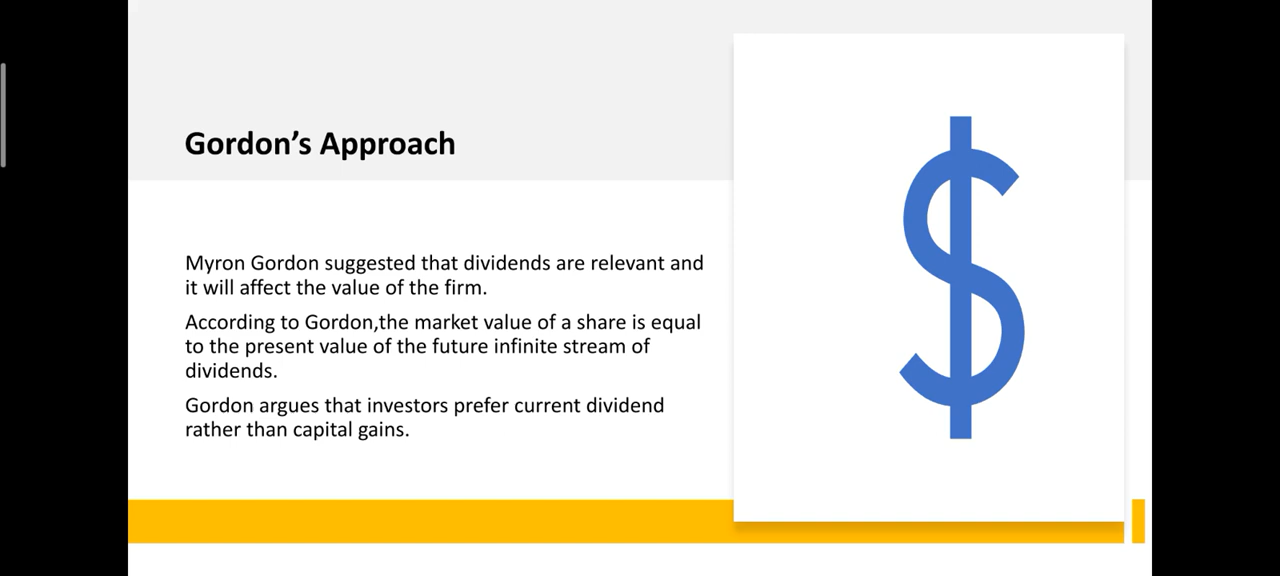 Gordon’s Approach
Myron Gordon suggested that dividends are relevant and
it will affect the value of the firm.
According to Gordon,the market value of a share is equal
to the present value of the future infinite stream of
dividends.
Gordon argues that investors prefer current dividend
rather than capital gains.